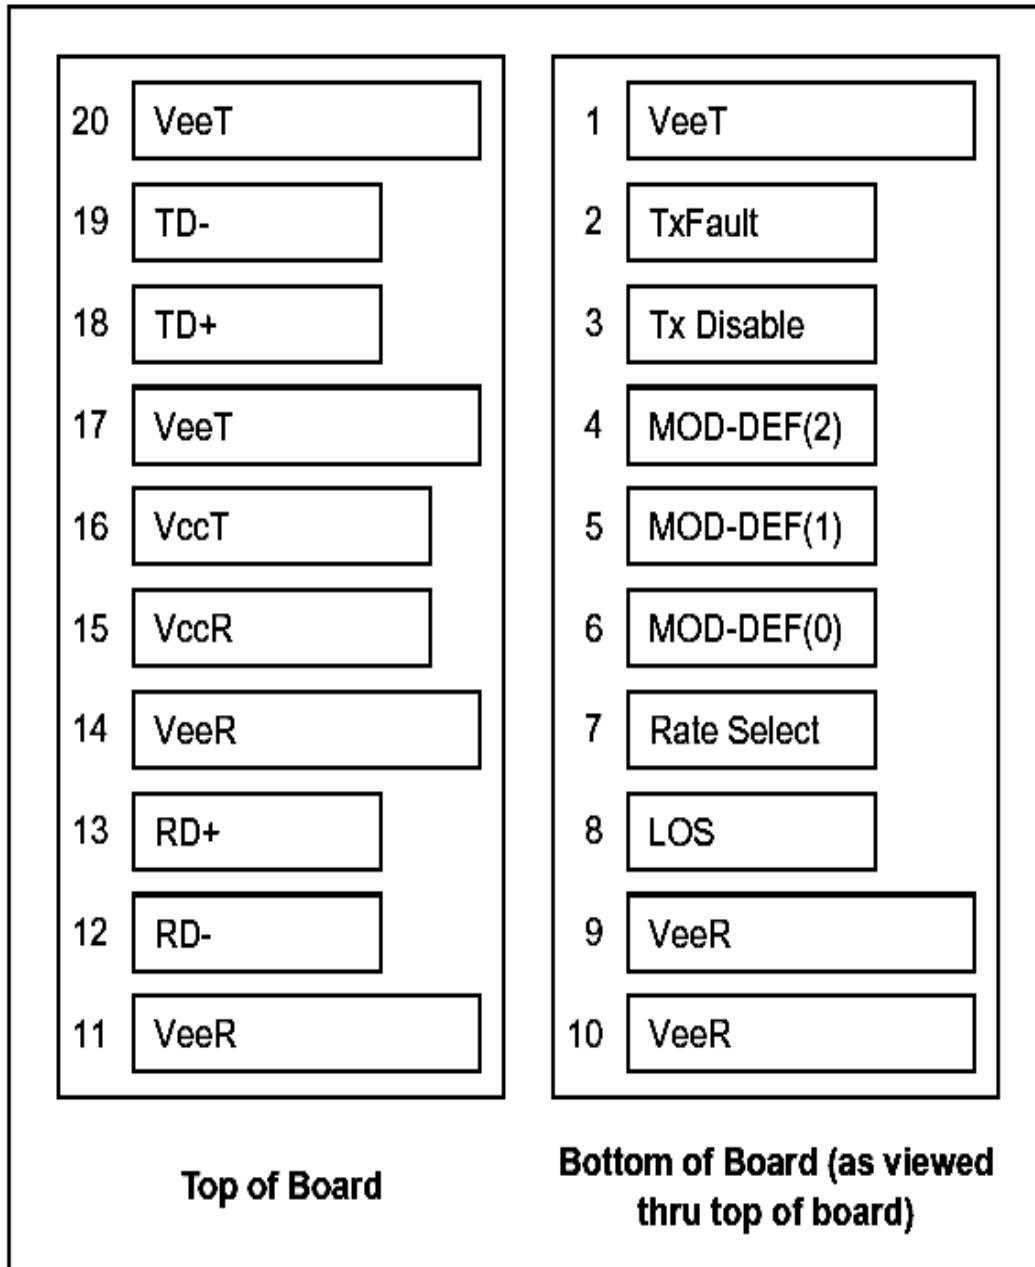 20 VeeT
19 TD-
18 TD+
17 VeeT
16 VccT
15 VccR
14 VeeR
13 RD+
12 RD-
11 VeeR
Top of Board
1 VeeT
2 TxFault
3 Tx Disable
4 MOD-DEF(2)
5 MOD-DEF(1)
6 MOD-DEF(0)
7 Rate Select
8 LOS
9 VeeR
10 VeeR
Bottom of Board (as viewed
thru top of board)